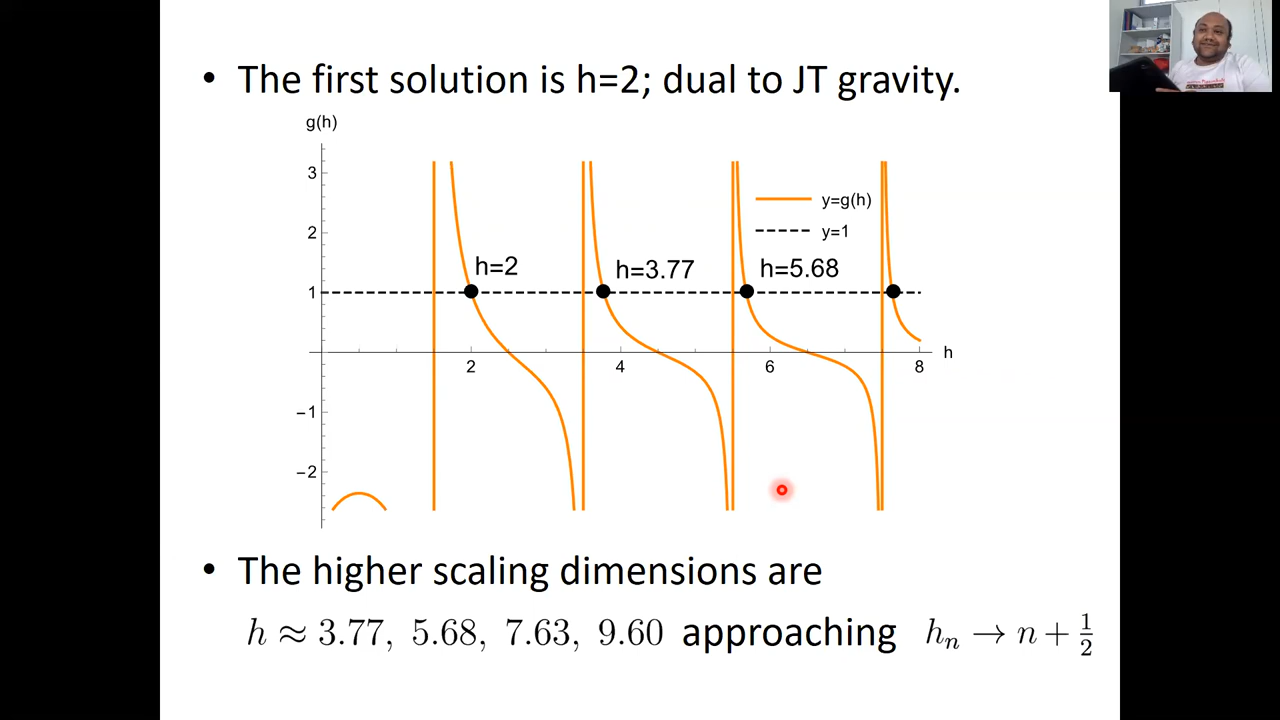 • The first solution is h=2; dual to JT gravity.
g(h)
3
2
1
−1
−2
y=g(h)
y=1
h=2
h=3.77
h=5.68
2
4
6
8
h
• The higher scaling dimensions are
h ≈ 3.77, 5.68, 7.63, 9.60 approaching hₙ → n + 1/2